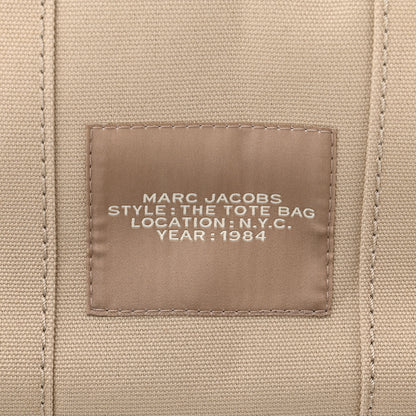 MARC JACOBS
STYLE : THE TOTE BAG
LOCATION : N.Y.C.
YEAR : 1984